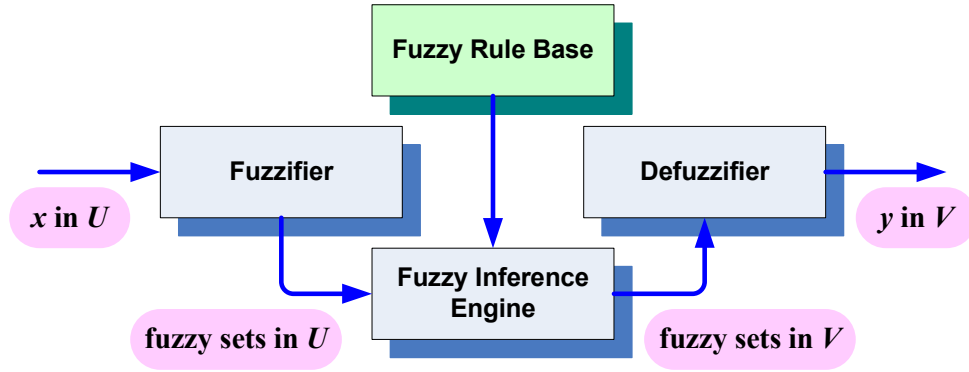 Fuzzy Rule Base
Fuzzifier
Defuzzifier
x in U
y in V
Fuzzy Inference
Engine
fuzzy sets in U
fuzzy sets in V